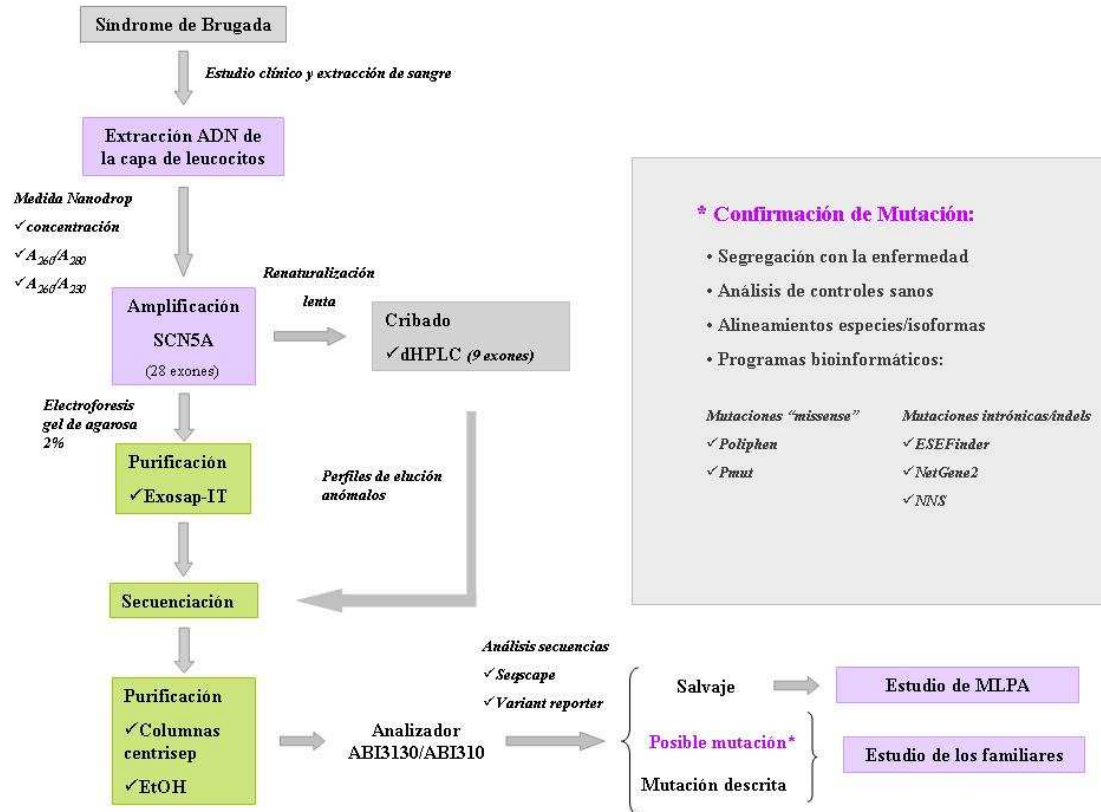 Síndrome de Brugada
Estudio clínico y extracción de sangre
Extracción ADN de
la capa de leucocitos
Medida Nanodrop
✓concentración
✓A260/A280
✓A260/A230
Renaturalización
lenta
Amplificación
SCN5A
(28 exones)
Cribado
✓dHPLC (9 exones)
Electroforesis
gel de agarosa
2%
Purificación
✓Exosap-IT
Perfiles de elución
anómalos
Secuenciación
Purificación
✓Columnas
centrisep
✓EtOH
Analizador
ABI3130/ABI310
Análisis secuencias
✓Seqscape
✓Variant reporter
Salvaje
Posible mutación*
Mutación descrita
Estudio de MLPA
Estudio de los familiares
* Confirmación de Mutación:
• Segregación con la enfermedad
• Análisis de controles sanos
• Alineamientos especies/isoformas
• Programas bioinformáticos:
Mutaciones “missense”
✓Poliphen
✓Pmut
Mutaciones intrónicas/índels
✓ESEFinder
✓NetGene2
✓NNS